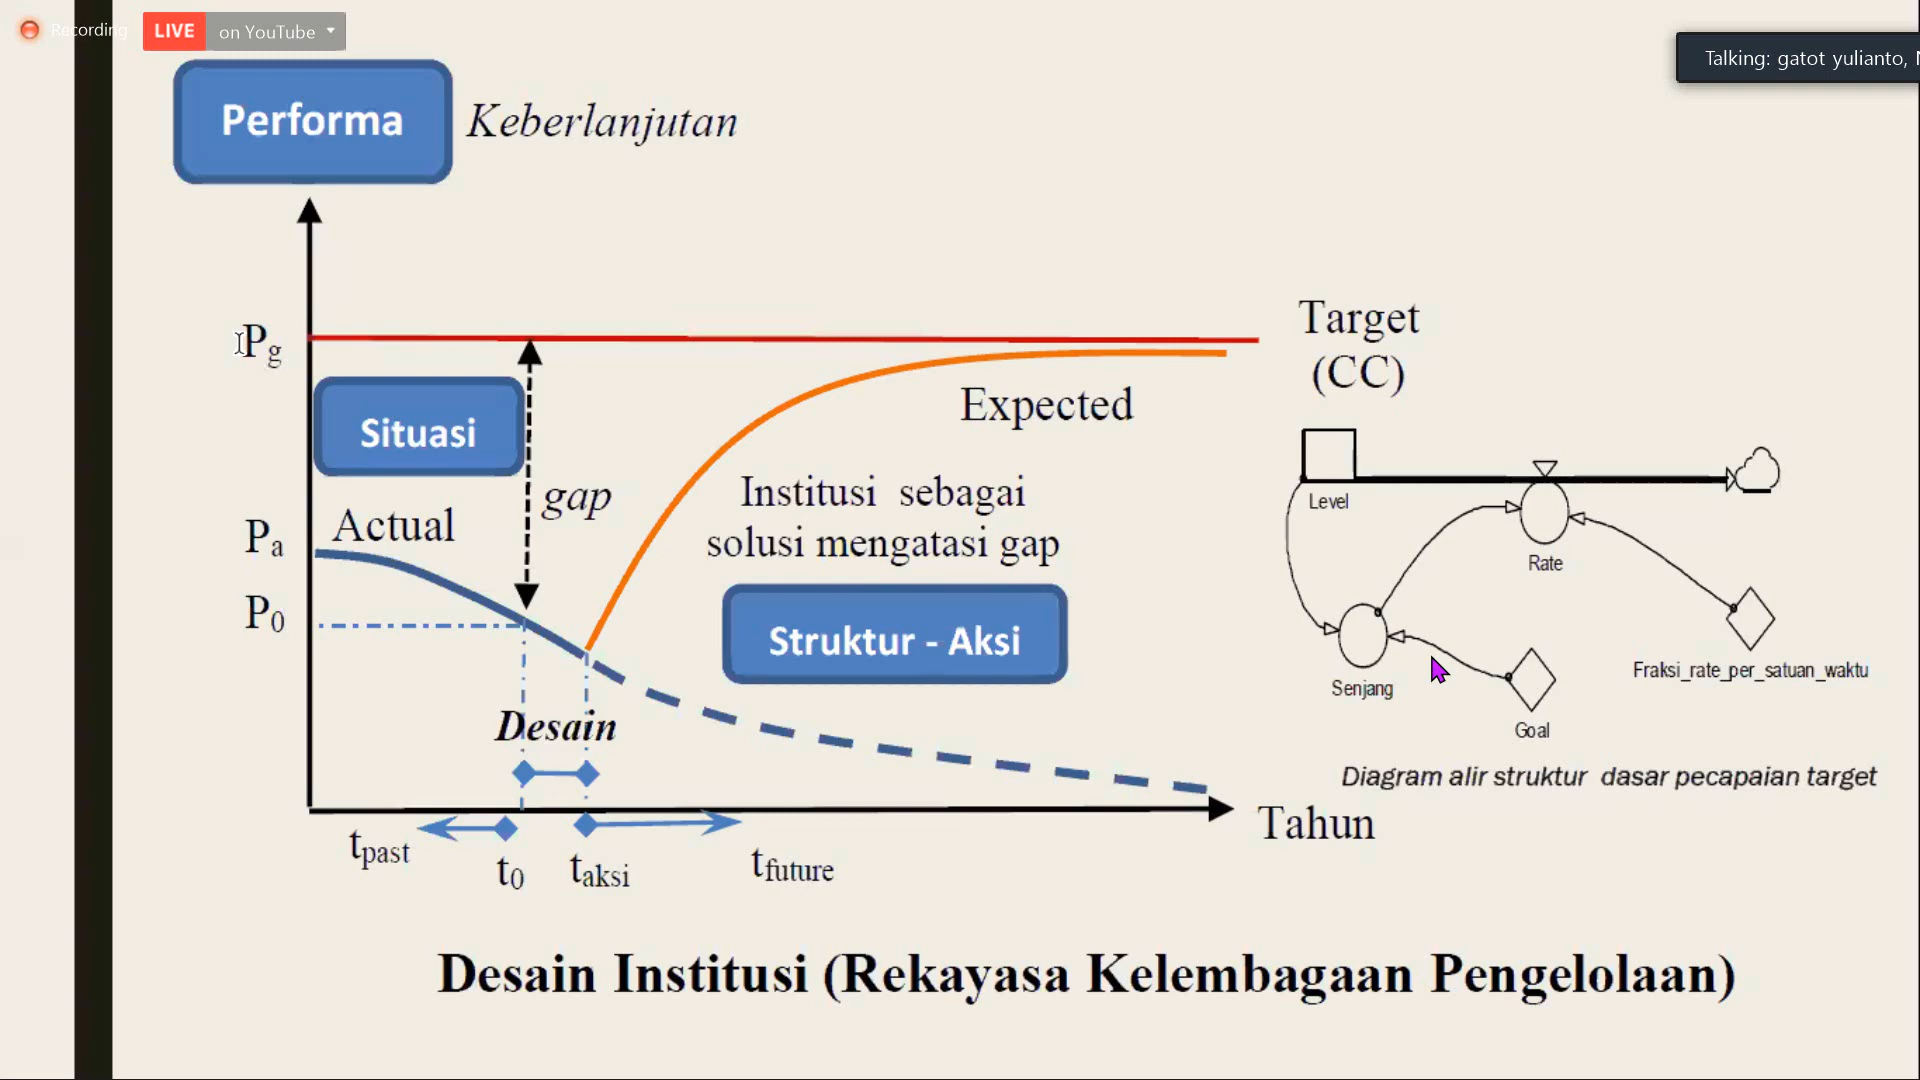 Recording
LIVE on YouTube
Talking: gatot yulianto,
Performa
Keberlanjutan
Pg
Target
(CC)
Situasi
Expected
gap
Institusi sebagai
solusi mengatasi gap
Actual
Pa
P0
Struktur - Aksi
Desain
Level
Rate
Senjang
Goal
Fraksi_rate_per_satuan_waktu
Diagram alir struktur dasar pecapaian target
Tahun
tpast
t0
taksi
tfuture
Desain Institusi (Rekayasa Kelembagaan Pengelolaan)